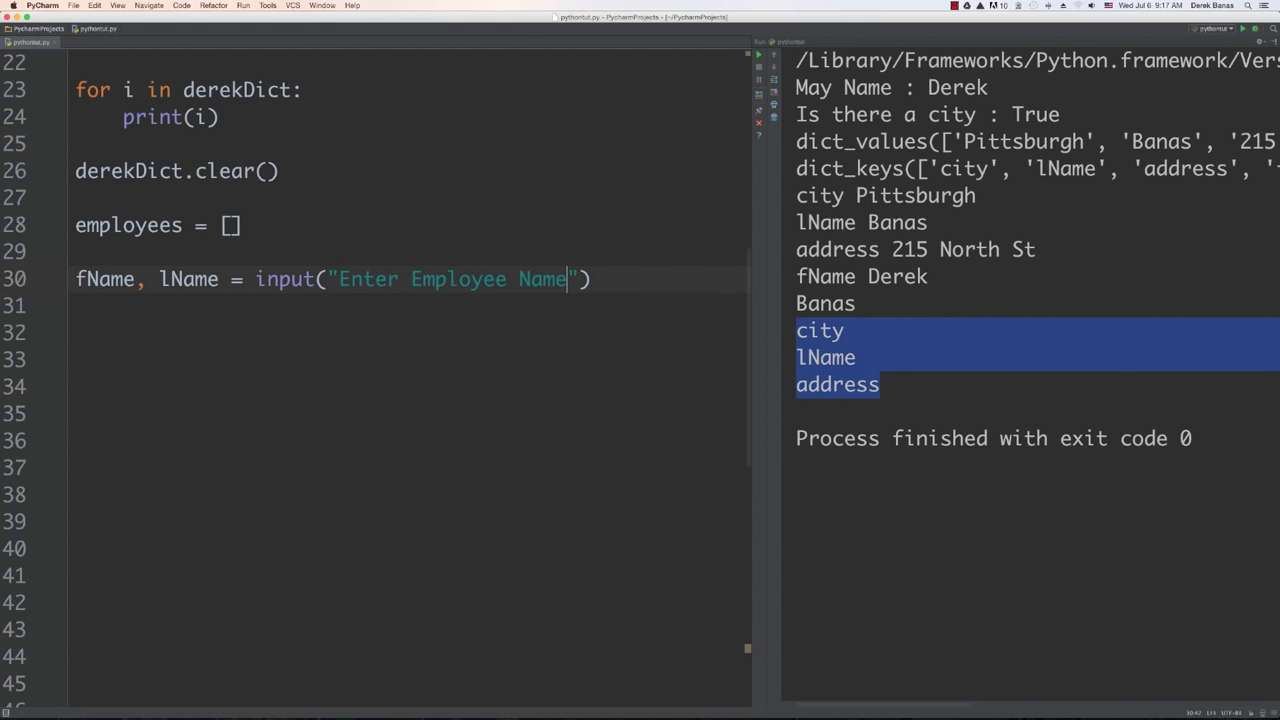 PyCharm File Edit View Navigate Code Refactor Run Tools VCS Window Help 10 Wed Jul 6 9:17 AM Derek Banas
pythontut.py - PycharmProjects - [~/PycharmProjects]
PycharmProjects pythontut.py pythontut
pythontut.py
Run pythontut
22
23 for i in derekDict:
24 print(i)
25
26 derekDict.clear()
27
28 employees = []
29
30 fName, lName = input("Enter Employee Name")
31
32
33
34
35
36
37
38
39
40
41
42
43
44
45
/Library/Frameworks/Python.framework/Vers
May Name : Derek
Is there a city : True
dict_values(['Pittsburgh', 'Banas', '215
dict_keys(['city', 'lName', 'address', '
city Pittsburgh
lName Banas
address 215 North St
fName Derek
Banas
city
lName
address
Process finished with exit code 0
30:42 LF÷ UTF-8÷